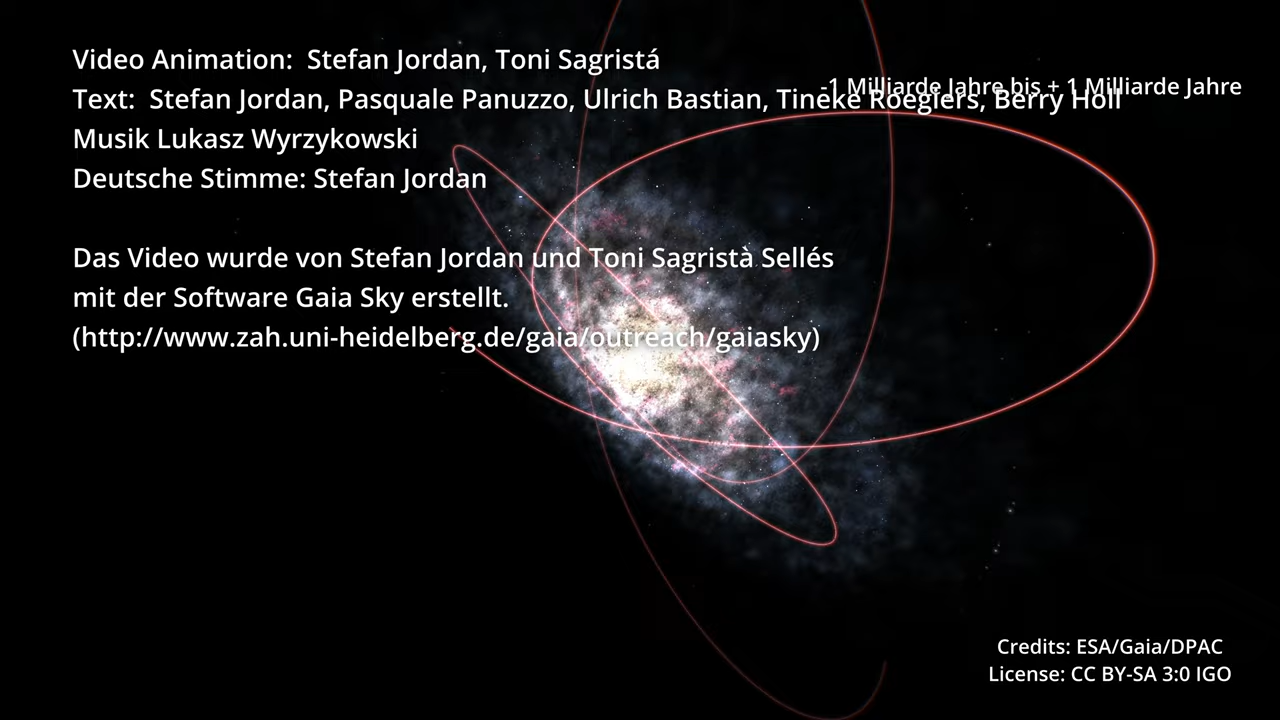 Video Animation:  Stefan Jordan, Toni Sagristá
-1 Milliarde Jahre bis + 1 Milliarde Jahre
Text:  Stefan Jordan, Pasquale Panuzzo, Ulrich Bastian, Tineke Roegiers, Berry Holl
Musik Lukasz Wyrzykowski
Deutsche Stimme: Stefan Jordan
Das Video wurde von Stefan Jordan und Toni Sagristà Sellés
mit der Software Gaia Sky erstellt.
(http://www.zah.uni-heidelberg.de/gaia/outreach/gaiasky)
Credits: ESA/Gaia/DPAC
License: CC BY-SA 3:0 IGO